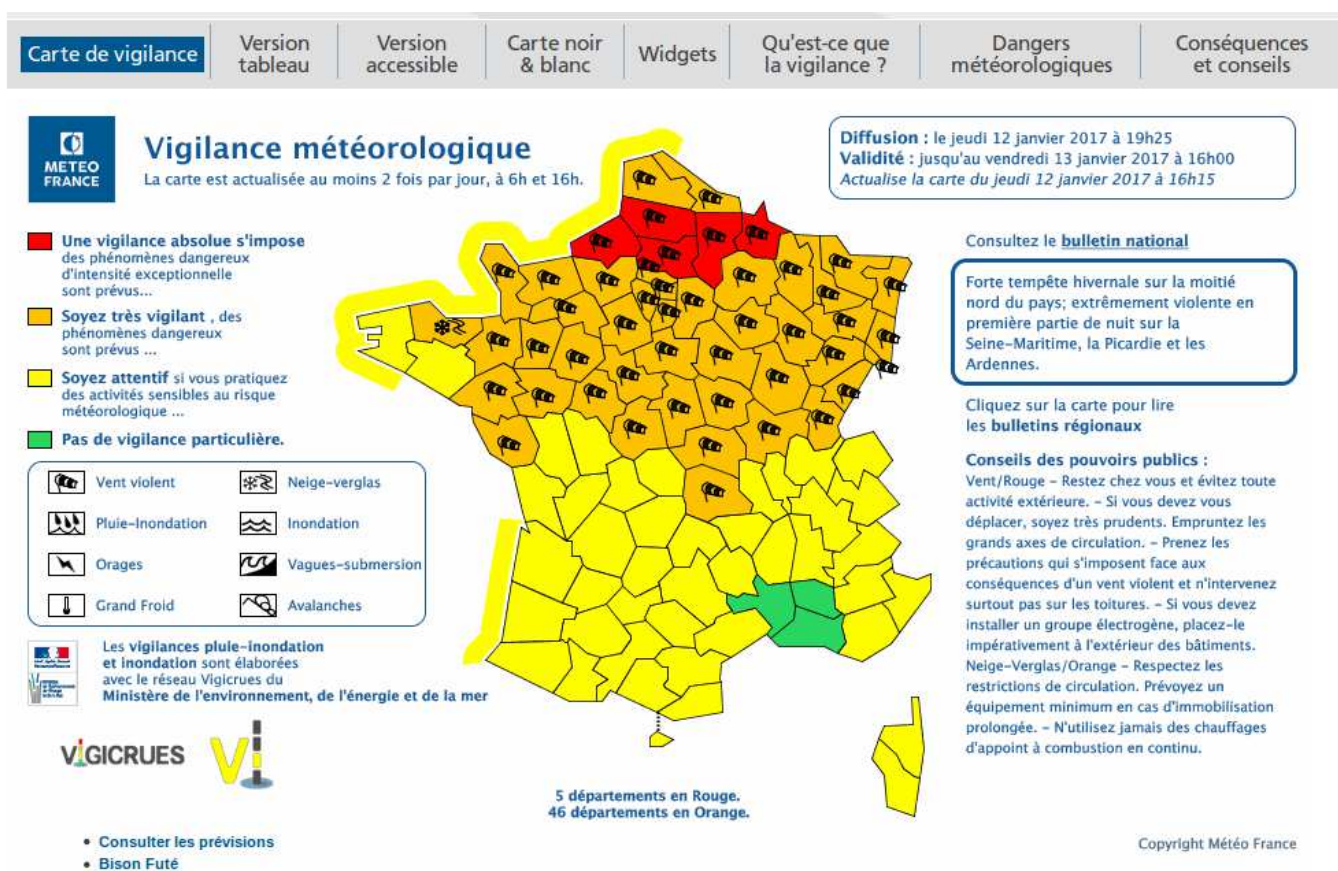 Carte de vigilance
Version
tableau
Version
accessible
Carte noir
& blanc
Widgets
Qu'est-ce que
la vigilance ?
Dangers
météorologiques
Conséquences
et conseils
METEO
FRANCE
Vigilance météorologique
La carte est actualisée au moins 2 fois par jour, à 6h et 16h.
Diffusion : le jeudi 12 janvier 2017 à 19h25
Validité : jusqu'au vendredi 13 janvier 2017 à 16h00
Actualise la carte du jeudi 12 janvier 2017 à 16h15
Une vigilance absolue s'impose
des phénomènes dangereux
d'intensité exceptionnelle
sont prévus...
Soyez très vigilant , des
phénomènes dangereux
sont prévus ...
Soyez attentif si vous pratiquez
des activités sensibles au risque
météorologique ...
Pas de vigilance particulière.
Vent violent
Neige-verglas
Pluie-Inondation
Inondation
Orages
Vagues-submersion
Grand Froid
Avalanches
Les vigilances pluie-inondation
et inondation sont élaborées
avec le réseau Vigicrues du
Ministère de l'environnement, de l'énergie et de la mer
VIGICRUES
Vi
Consulter les prévisions
Bison Futé
5 départements en Rouge.
46 départements en Orange.
Consultez le bulletin national
Forte tempête hivernale sur la moitié
nord du pays; extrêmement violente en
première partie de nuit sur la
Seine-Maritime, la Picardie et les
Ardennes.
Cliquez sur la carte pour lire
les bulletins régionaux
Conseils des pouvoirs publics :
Vent/Rouge - Restez chez vous et évitez toute
activité extérieure. - Si vous devez vous
déplacer, soyez très prudents. Empruntez les
grands axes de circulation. - Prenez les
précautions qui s'imposent face aux
conséquences d'un vent violent et n'intervenez
surtout pas sur les toitures. - Si vous devez
installer un groupe électrogène, placez-le
impérativement à l'extérieur des bâtiments.
Neige-Verglas/Orange - Respectez les
restrictions de circulation. Prévoyez un
équipement minimum en cas d'immobilisation
prolongée. - N'utilisez jamais des chauffages
d'appoint à combustion en continu.
Copyright Météo France